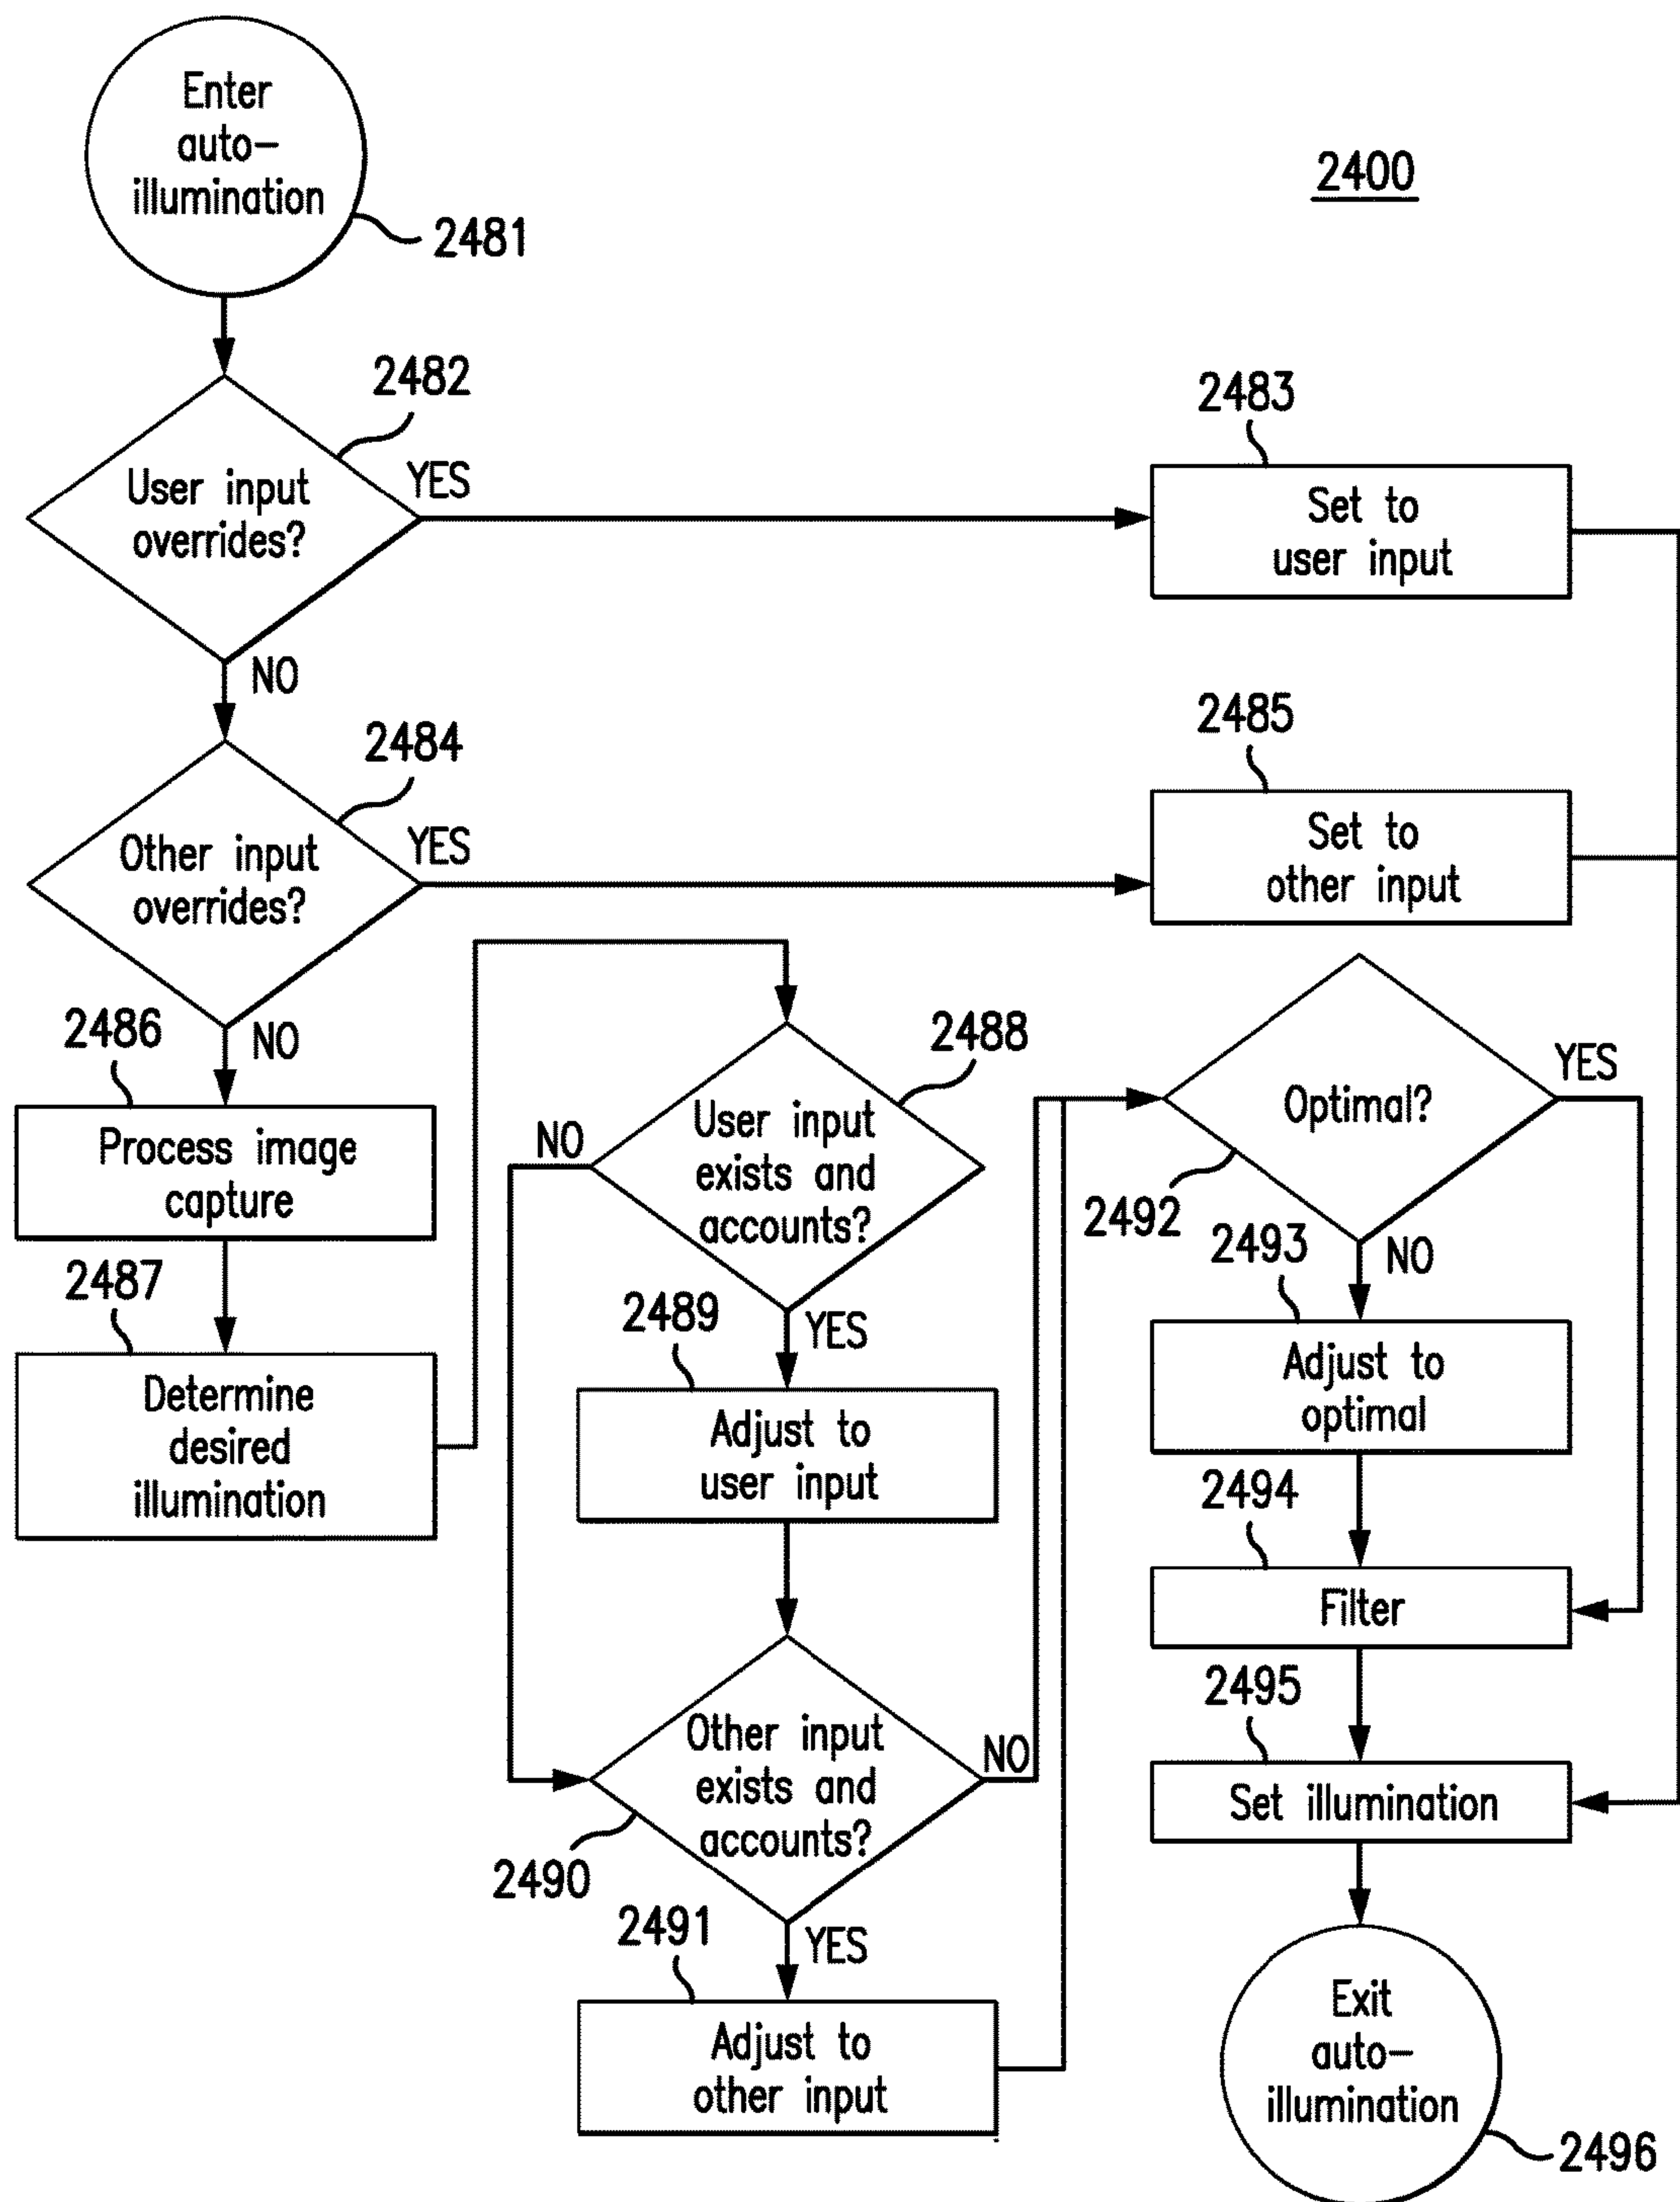 Enter
auto-
illumination
2481
2400
2482
User input
overrides?
YES
NO
2483
Set to
user input
2484
Other input
overrides?
YES
NO
2485
Set to
other input
2486
Process image
capture
2487
Determine
desired
illumination
2488
User input
exists and
accounts?
NO
YES
2489
Adjust to
user input
2490
Other input
exists and
accounts?
NO
YES
2491
Adjust to
other input
2492
Optimal?
YES
NO
2493
Adjust to
optimal
2494
Filter
2495
Set illumination
Exit
auto-
illumination
2496